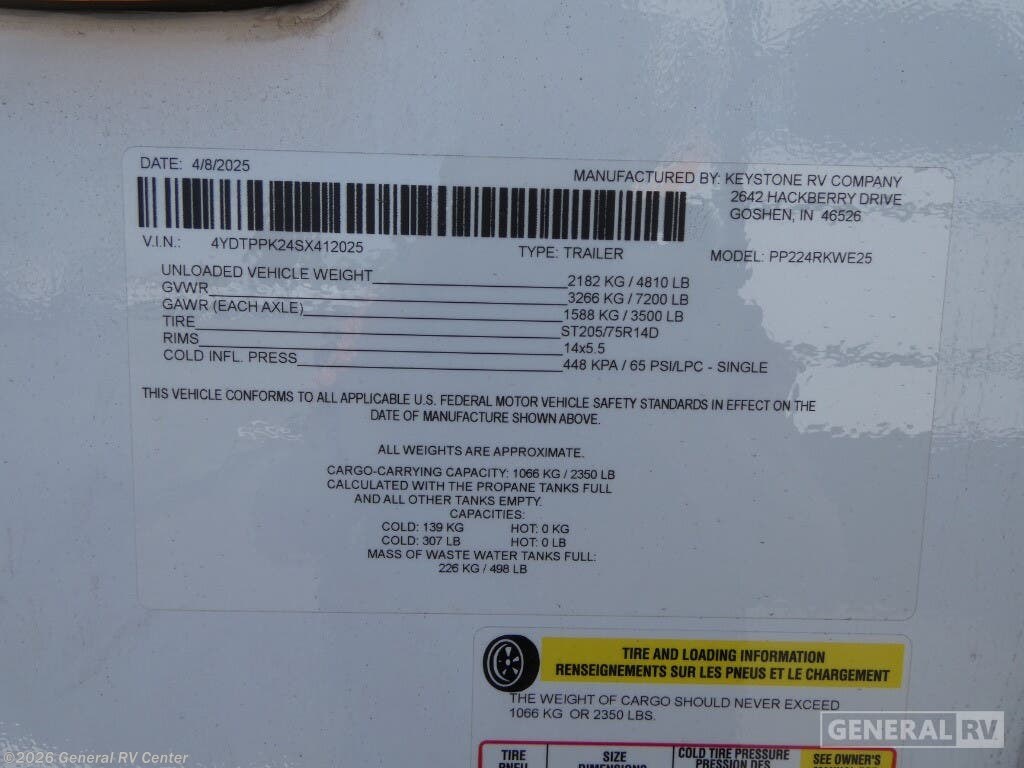 DATE: 4/8/2025
MANUFACTURED BY: KEYSTONE RV COMPANY
2642 HACKBERRY DRIVE
GOSHEN, IN 46526
V.I.N.: 4YDTPPK24SX412025 TYPE: TRAILER MODEL: PP224RKWE25
UNLOADED VEHICLE WEIGHT 2182 KG / 4810 LB
GVWR 3266 KG / 7200 LB
GAWR (EACH AXLE) 1588 KG / 3500 LB
TIRE ST205/75R14D
RIMS 14x5.5
COLD INFL. PRESS 448 KPA / 65 PSI/LPC - SINGLE
THIS VEHICLE CONFORMS TO ALL APPLICABLE U.S. FEDERAL MOTOR VEHICLE SAFETY STANDARDS IN EFFECT ON THE
DATE OF MANUFACTURE SHOWN ABOVE.
ALL WEIGHTS ARE APPROXIMATE.
CARGO-CARRYING CAPACITY: 1066 KG / 2350 LB
CALCULATED WITH THE PROPANE TANKS FULL
AND ALL OTHER TANKS EMPTY.
CAPACITIES:
COLD: 139 KG HOT: 0 KG
COLD: 307 LB HOT: 0 LB
MASS OF WASTE WATER TANKS FULL:
226 KG / 498 LB
TIRE AND LOADING INFORMATION
RENSEIGNEMENTS SUR LES PNEUS ET LE CHARGEMENT
THE WEIGHT OF CARGO SHOULD NEVER EXCEED
1066 KG OR 2350 LBS.
TIRE SIZE COLD TIRE PRESSURE SEE OWNER'S
PNEU DIMENSIONS PRESSION DES
GENERAL RV
©2026 General RV Center